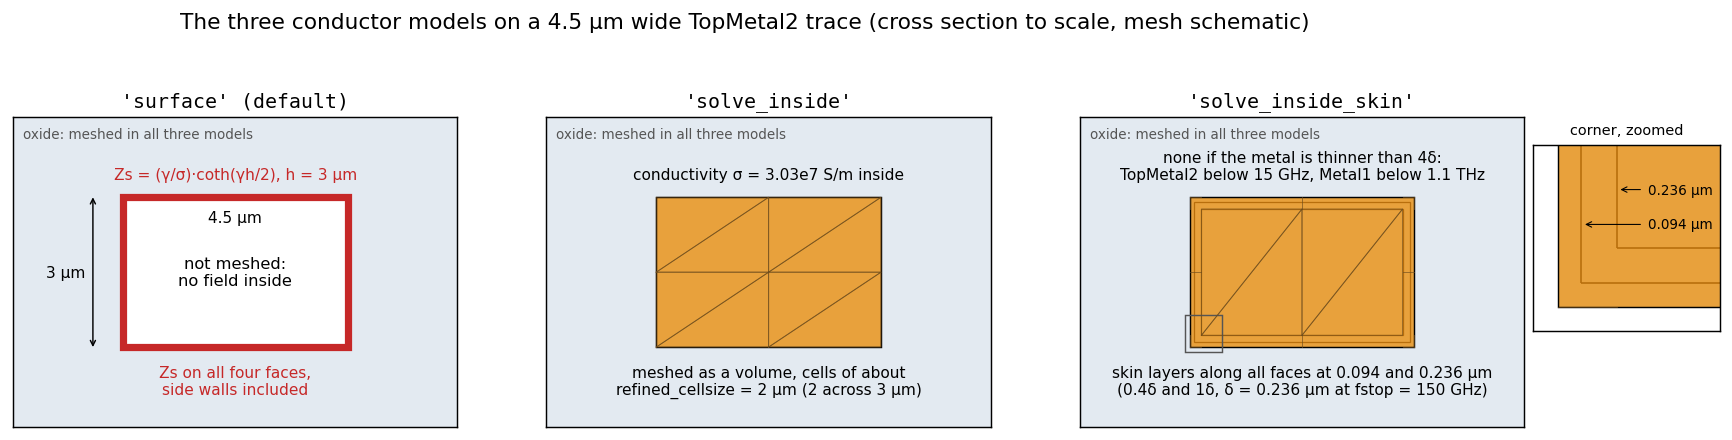 The three conductor models on a 4.5 µm wide TopMetal2 trace (cross section to scale, mesh schematic)
'surface' (default)
oxide: meshed in all three models
Zs = (γ/σ)·coth(γh/2), h = 3 µm
4.5 µm
3 µm
not meshed:
no field inside
Zs on all four faces,
side walls included
'solve_inside'
oxide: meshed in all three models
conductivity σ = 3.03e7 S/m inside
meshed as a volume, cells of about
refined_cellsize = 2 µm (2 across 3 µm)
'solve_inside_skin'
oxide: meshed in all three models
none if the metal is thinner than 4δ:
TopMetal2 below 15 GHz, Metal1 below 1.1 THz
skin layers along all faces at 0.094 and 0.236 µm
(0.4δ and 1δ, δ = 0.236 µm at fstop = 150 GHz)
corner, zoomed
0.236 µm
0.094 µm